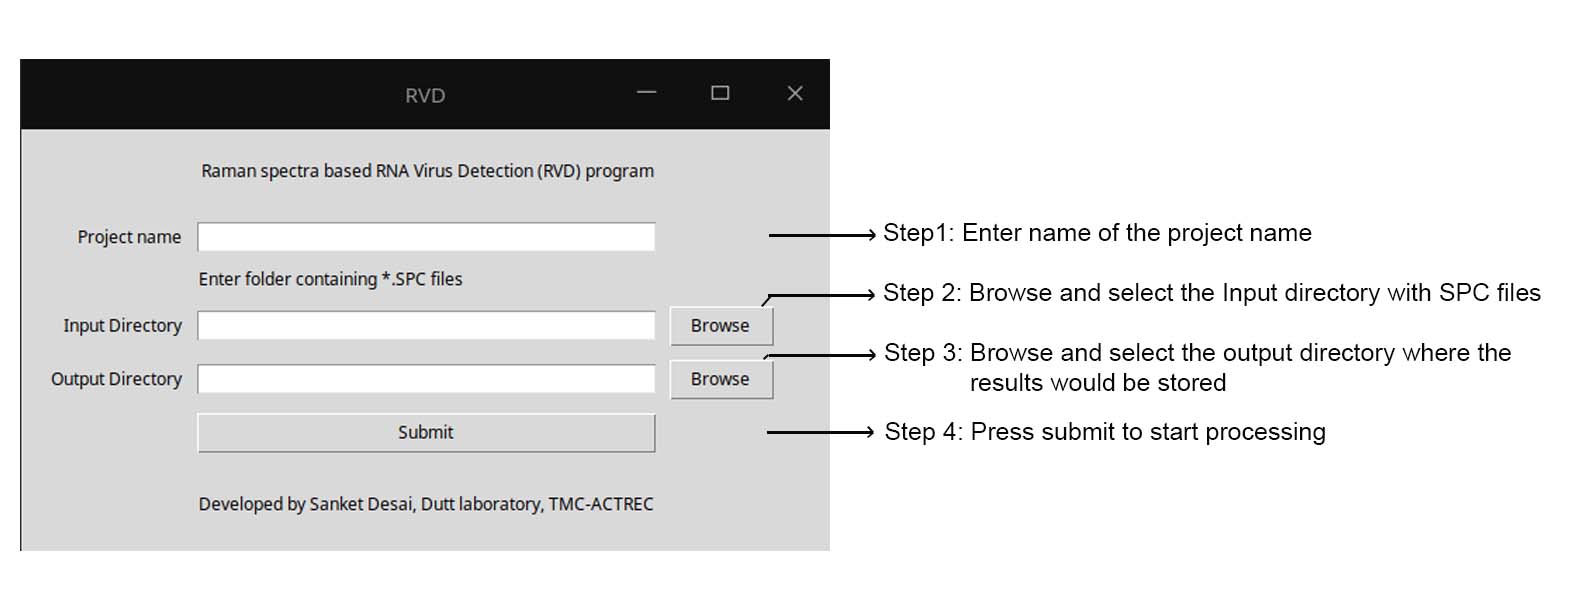 RVD
Raman spectra based RNA Virus Detection (RVD) program
Project name
Step1: Enter name of the project name
Enter folder containing *.SPC files
Step 2: Browse and select the Input directory with SPC files
Input Directory
Browse
Step 3: Browse and select the output directory where the
results would be stored
Output Directory
Browse
Submit
Step 4: Press submit to start processing
Developed by Sanket Desai, Dutt laboratory, TMC-ACTREC